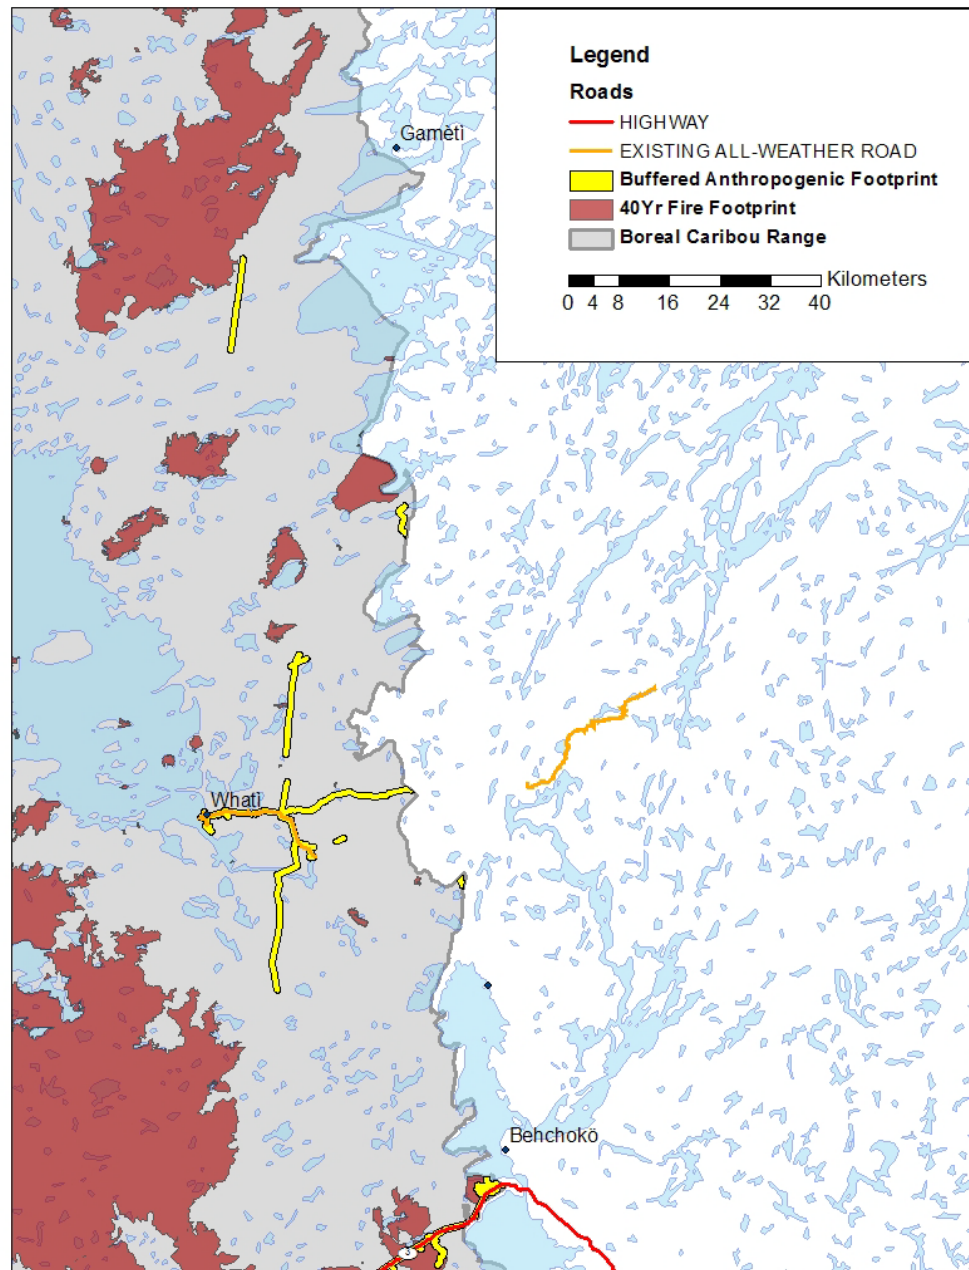 Legend
Roads
HIGHWAY
EXISTING ALL-WEATHER ROAD
Buffered Anthropogenic Footprint
40Yr Fire Footprint
Boreal Caribou Range
Kilometers
0 4 8 16 24 32 40
Gamètì
Whatì
Behchokö
3